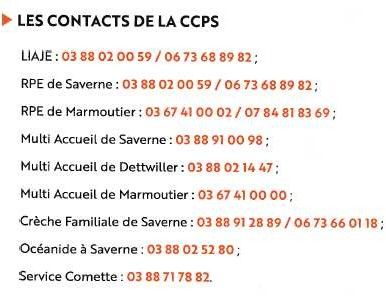 LES CONTACTS DE LA CCPS
LIAJE : 03 88 02 00 59 / 06 73 68 89 82 ;
RPE de Saverne : 03 88 02 00 59 / 06 73 68 89 82 ;
RPE de Marmoutier : 03 67 41 00 02 / 07 84 81 83 69 ;
Multi Accueil de Saverne : 03 88 91 00 98 ;
Multi Accueil de Dettwiller : 03 88 02 14 47 ;
Multi Accueil de Marmoutier : 03 67 41 00 00 ;
Crèche Familiale de Saverne : 03 88 91 28 89 / 06 73 66 01 18 ;
Océanide à Saverne : 03 88 02 52 80 ;
Service Comette : 03 88 71 78 82.